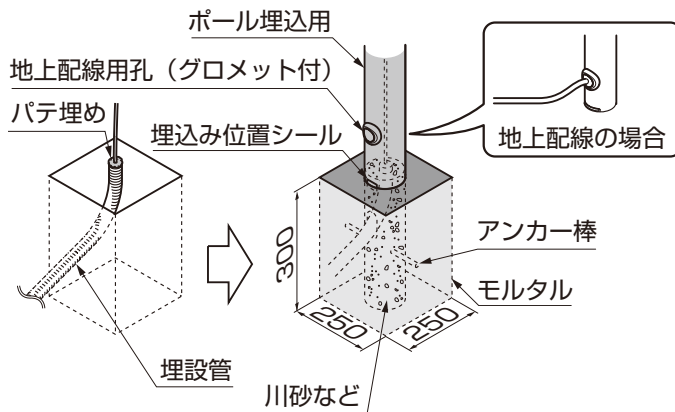 ポール埋込用
地上配線用孔（グロメット付）
パテ埋め
埋込み位置シール
地上配線の場合
アンカー棒
300
モルタル
250
250
埋設管
川砂など